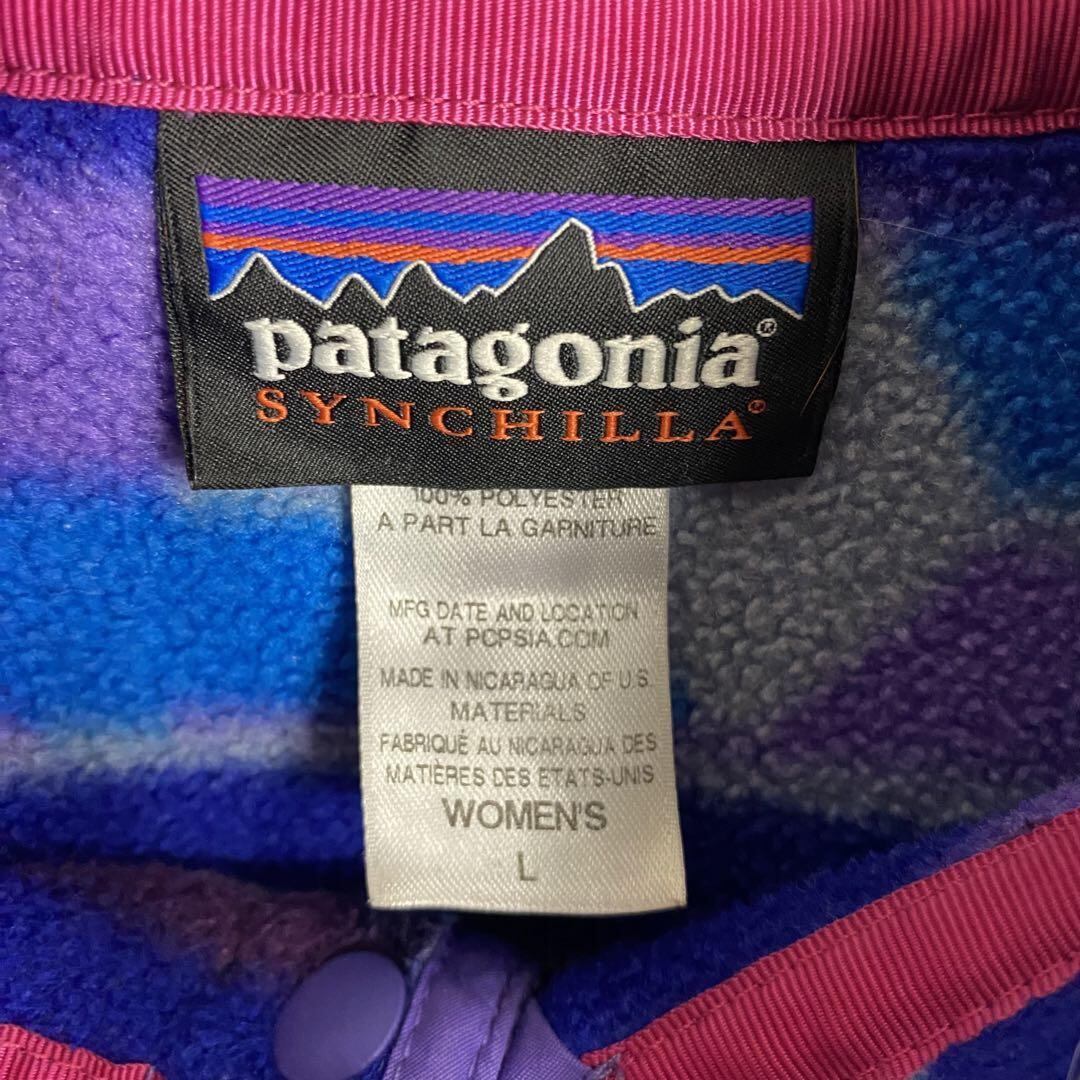 patagonia®
SYNCHILLA®
100% POLYESTER
A PART LA GARNITURE
MFG DATE AND LOCATION
AT PCPSIA.COM
MADE IN NICARAGUA OF U.S.
MATERIALS
FABRIQUÉ AU NICARAGUA DES
MATIÈRES DES ETATS-UNIS
WOMEN'S
L